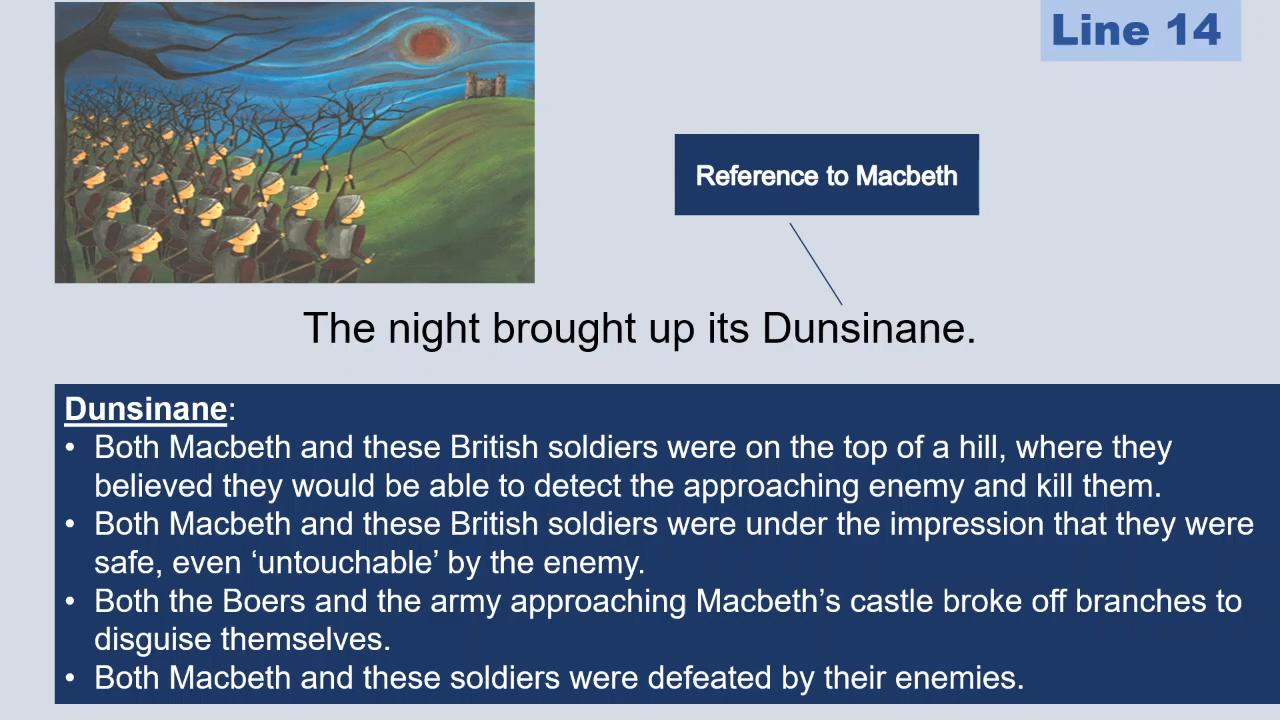 Line 14
Reference to Macbeth
The night brought up its Dunsinane.
Dunsinane:
• Both Macbeth and these British soldiers were on the top of a hill, where they
believed they would be able to detect the approaching enemy and kill them.
• Both Macbeth and these British soldiers were under the impression that they were
safe, even ‘untouchable’ by the enemy.
• Both the Boers and the army approaching Macbeth’s castle broke off branches to
disguise themselves.
• Both Macbeth and these soldiers were defeated by their enemies.